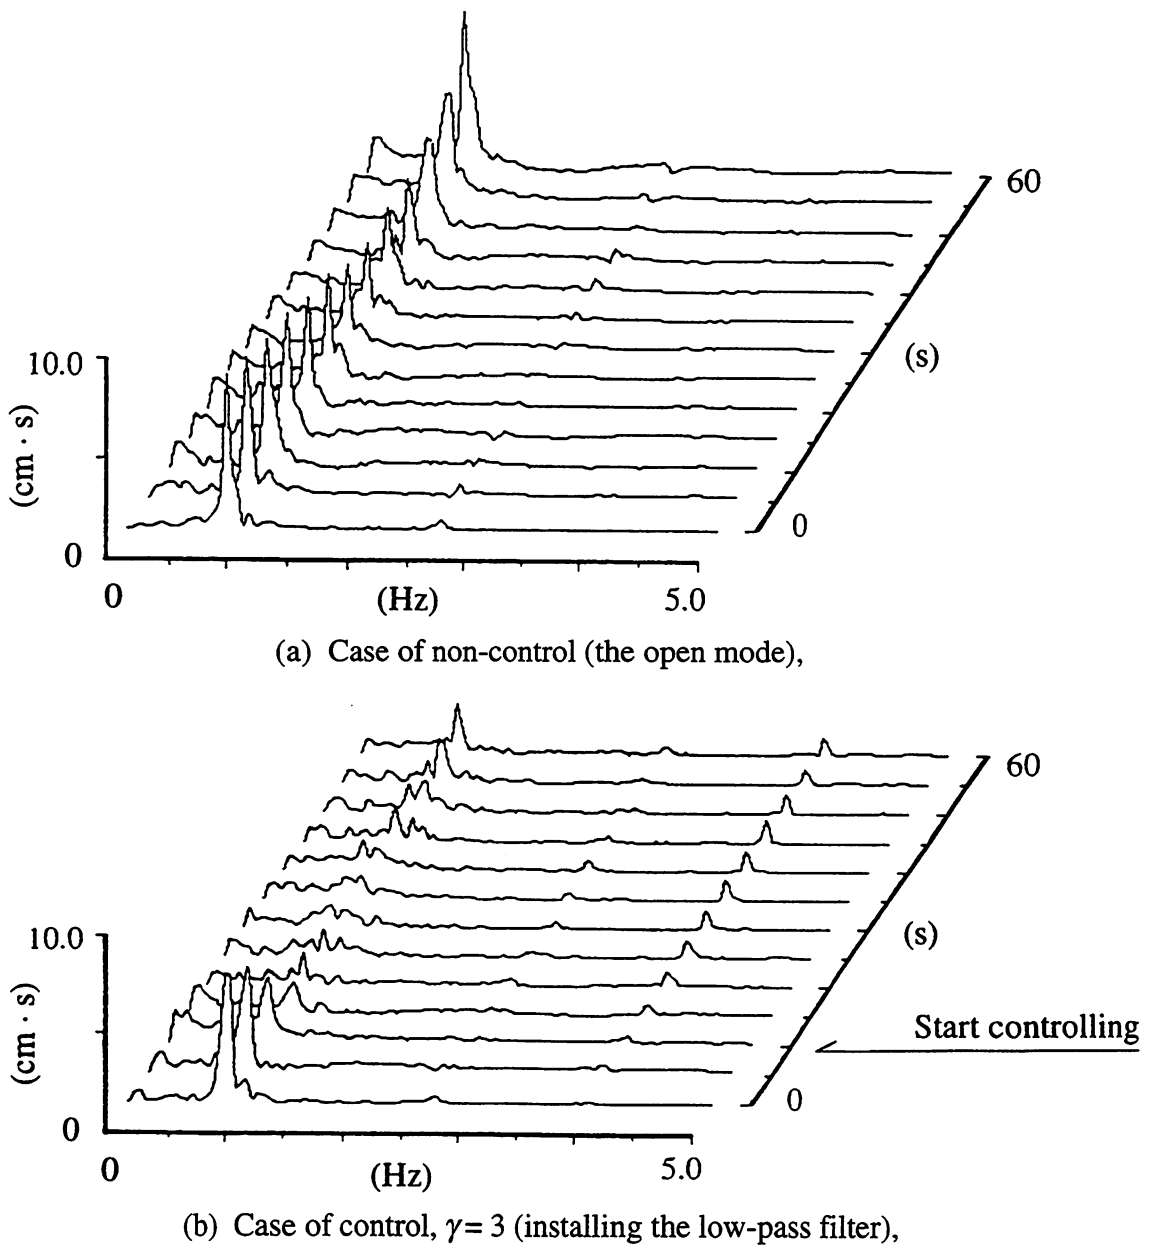 60
10.0
(s)
(cm · s)
0
0
0
(Hz)
5.0
(a) Case of non-control (the open mode),
60
10.0
(s)
(cm · s)
Start controlling
0
0
0
(Hz)
5.0
(b) Case of control, γ = 3 (installing the low-pass filter),